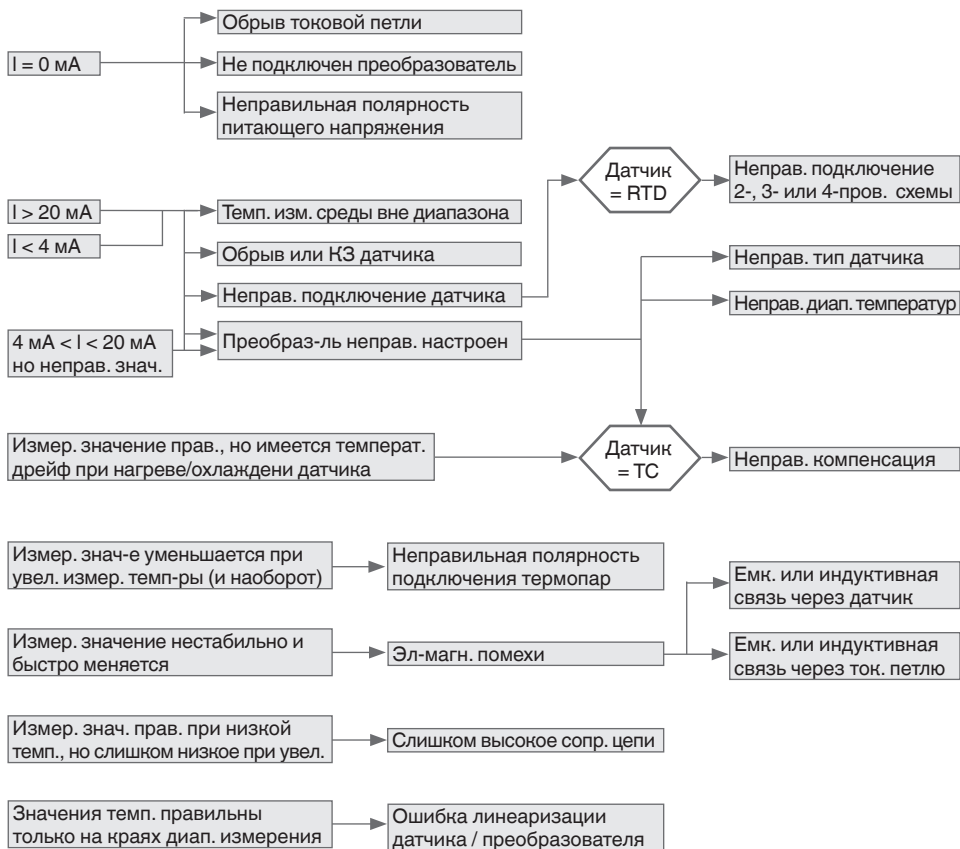 I = 0 мА
Обрыв токовой петли
Не подключен преобразователь
Неправильная полярность
питающего напряжения
I > 20 мА
I < 4 мА
4 мА < I < 20 мА
но неправ. знач.
Темп. изм. среды вне диапазона
Обрыв или КЗ датчика
Неправ. подключение датчика
Преобраз-ль неправ. настроен
Датчик
= RTD
Неправ. подключение
2-, 3- или 4-пров. схемы
Неправ. тип датчика
Неправ. диап. температур
Измер. значение прав., но имеется температ.
дрейф при нагреве/охлаждени датчика
Датчик
= TC
Неправ. компенсация
Измер. знач-е уменьшается при
увел. измер. темп-ры (и наоборот)
Неправильная полярность
подключения термопар
Измер. значение нестабильно и
быстро меняется
Эл-магн. помехи
Емк. или индуктивная
связь через датчик
Емк. или индуктивная
связь через ток. петлю
Измер. знач. прав. при низкой
темп., но слишком низкое при увел.
Слишком высокое сопр. цепи
Значения темп. правильны
только на краях диап. измерения
Ошибка линеаризации
датчика / преобразователя